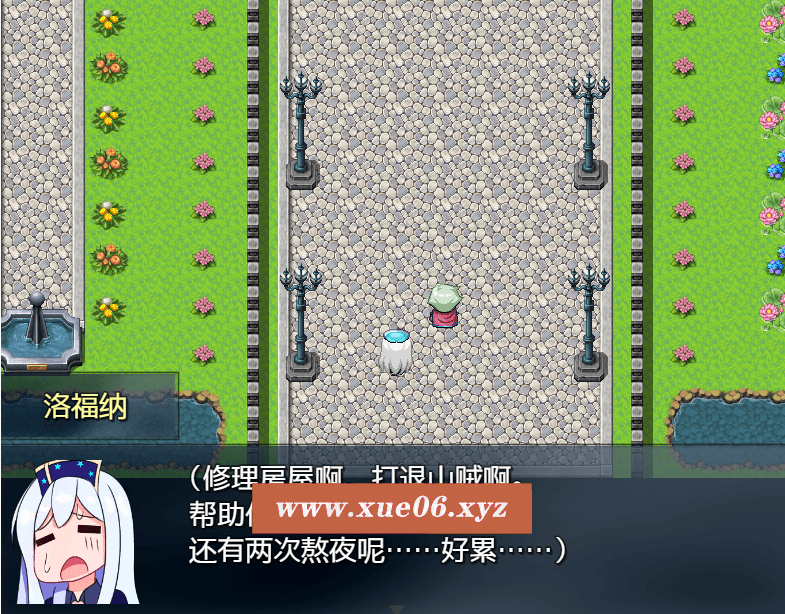 洛福纳
（修理房屋啊，打退山贼啊。
帮助
www.xue06.xyz
还有两次熬夜呢……好累……）